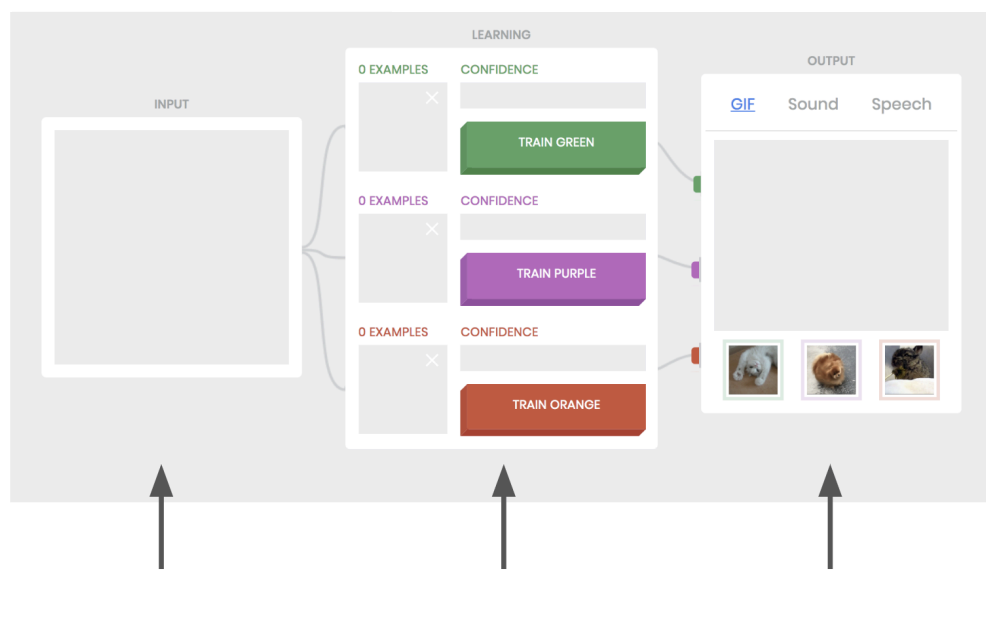 INPUT
LEARNING
0 EXAMPLES CONFIDENCE
TRAIN GREEN
0 EXAMPLES CONFIDENCE
TRAIN PURPLE
0 EXAMPLES CONFIDENCE
TRAIN ORANGE
OUTPUT
GIF Sound Speech